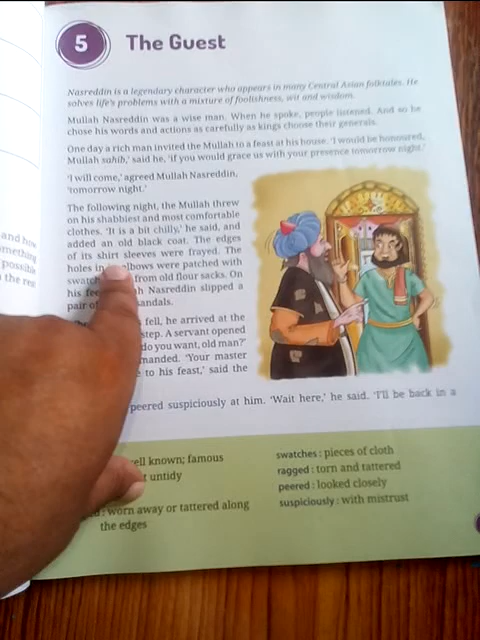 5 The Guest
Nasreddin is a legendary character who appears in many Central Asian folktales. He
solves life's problems with a mixture of foolishness, wit and wisdom.
Mullah Nasreddin was a wise man. When he spoke, people listened. And so he
chose his words and actions as carefully as kings choose their generals.
One day a rich man invited the Mullah to a feast at his house. 'I would be honoured,
Mullah sahib,' said he, 'if you would grace us with your presence tomorrow night.'
'I will come,' agreed Mullah Nasreddin,
'tomorrow night.'
The following night, the Mullah threw
on his shabbiest and most comfortable
clothes. 'It is a bit chilly,' he said, and
added an old black coat. The edges
of its shirt sleeves were frayed. The
holes in elbows were patched with
from old flour sacks. On
his Nasreddin slipped a
pair of sandals.
fell, he arrived at the
step. A servant opened
do you want, old man?'
'Your master
to his feast,' said the
peered suspiciously at him. 'Wait here,' he said. 'I'll be back in a
known; famous
untidy
worn away or tattered along
the edges
swatches : pieces of cloth
ragged : torn and tattered
peered : looked closely
suspiciously : with mistrust
and how
possible
the